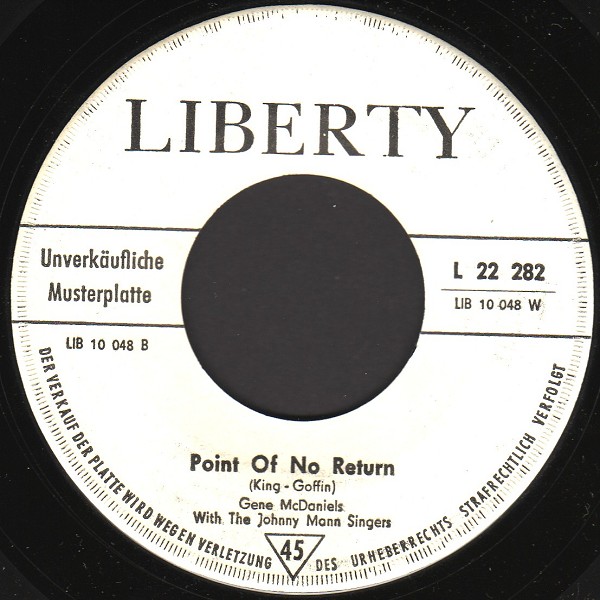 LIBERTY
Unverkäufliche
Musterplatte
L 22 282
LIB 10 048 W
LIB 10 048 B
Point Of No Return
(King - Goffin)
Gene McDaniels
With The Johnny Mann Singers
DER VERKAUF DER PLATTE WIRD WEGEN VERLETZUNG DES URHEBERRECHTS STRAFRECHTLICH VERFOLGT
45